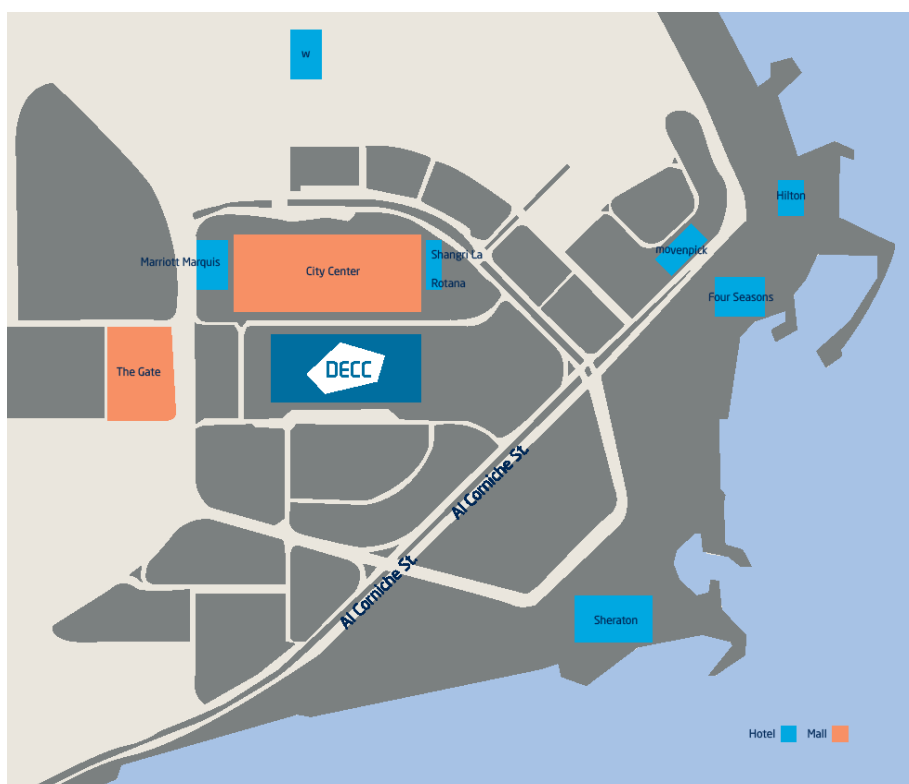 W
Hilton
Marriott Marquis
City Center
Shangri La
Rotana
movenpick
Four Seasons
The Gate
DECC
Al Corniche St.
Al Corniche St.
Sheraton
Hotel
Mall